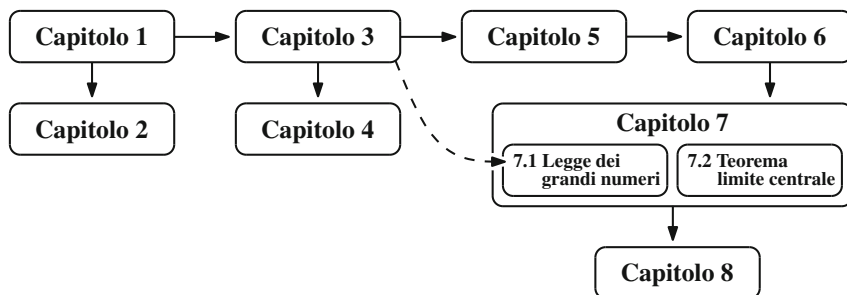 Capitolo 1
Capitolo 3
Capitolo 5
Capitolo 6
Capitolo 2
Capitolo 4
Capitolo 7
7.1 Legge dei
grandi numeri
7.2 Teorema
limite centrale
Capitolo 8